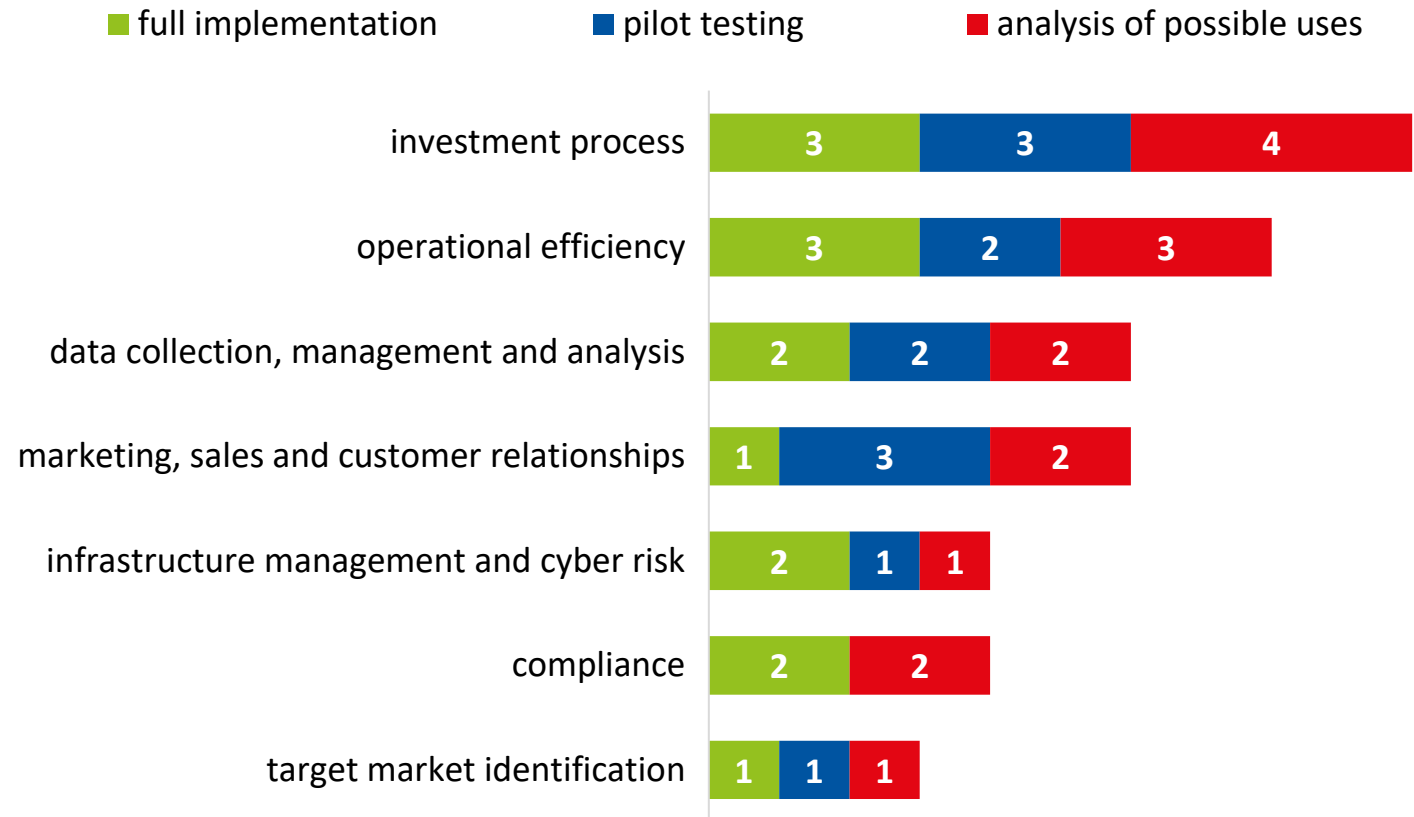 full implementation pilot testing analysis of possible uses
investment process 3 3 4
operational efficiency 3 2 3
data collection, management and analysis 2 2 2
marketing, sales and customer relationships 1 3 2
infrastructure management and cyber risk 2 1 1
compliance 2 2
target market identification 1 1 1